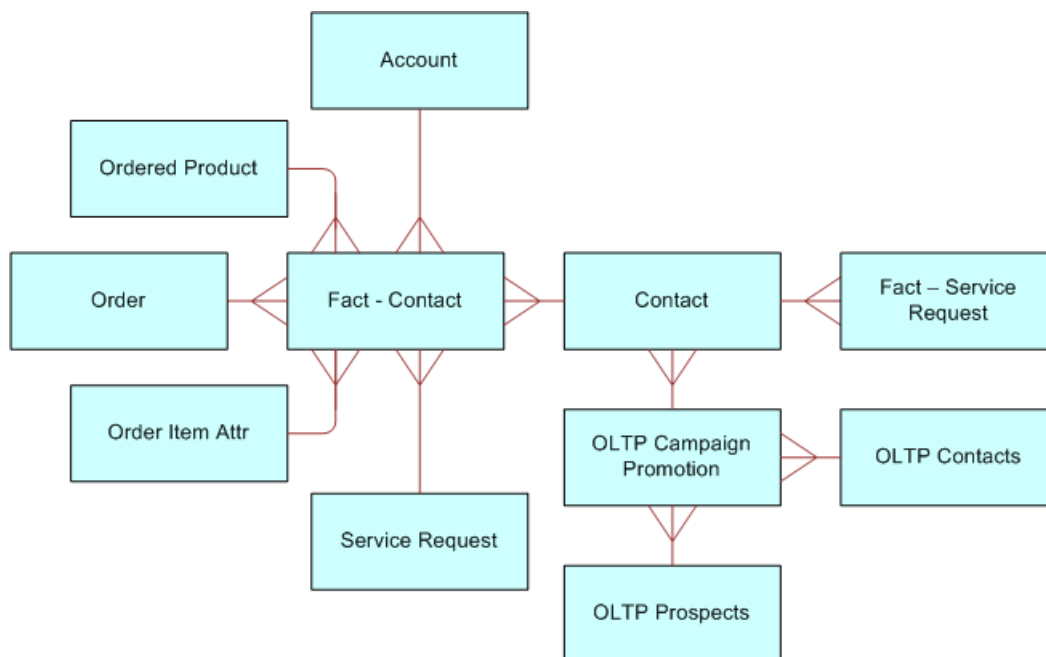 Account
Ordered Product
Order
Fact - Contact
Contact
Fact – Service
Request
Order Item Attr
OLTP Campaign
Promotion
OLTP Contacts
Service Request
OLTP Prospects